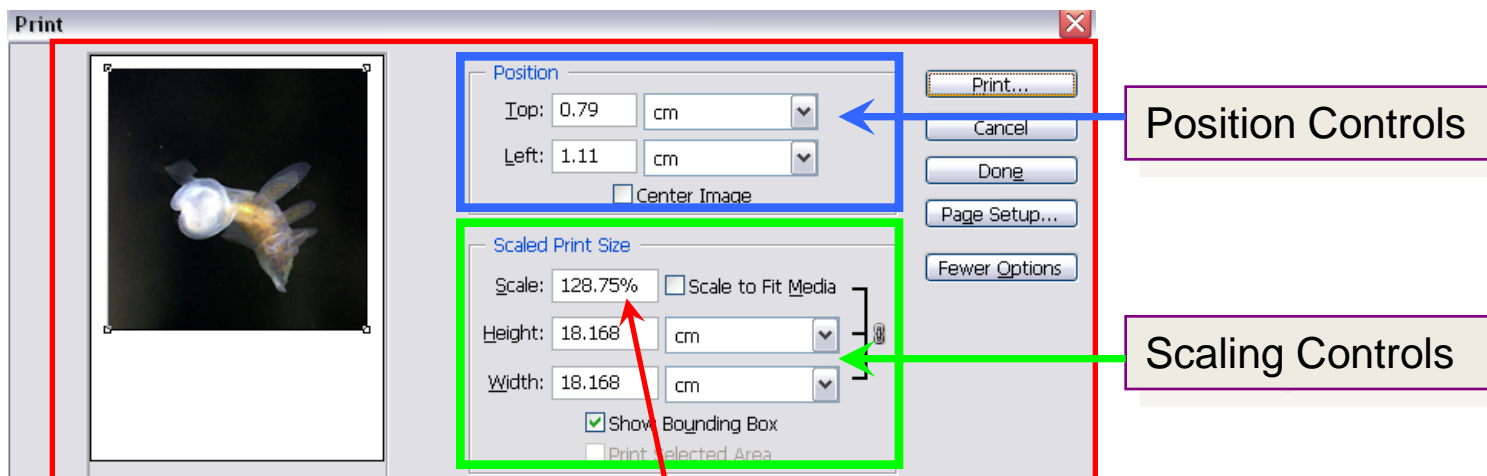 Print
Position
Top: 0.79 cm
Left: 1.11 cm
Center Image
Scaled Print Size
Scale: 128.75% Scale to Fit Media
Height: 18.168 cm
Width: 18.168 cm
Show Bounding Box
Print Selected Area
Print...
Cancel
Done
Page Setup...
Fewer Options
Position Controls
Scaling Controls